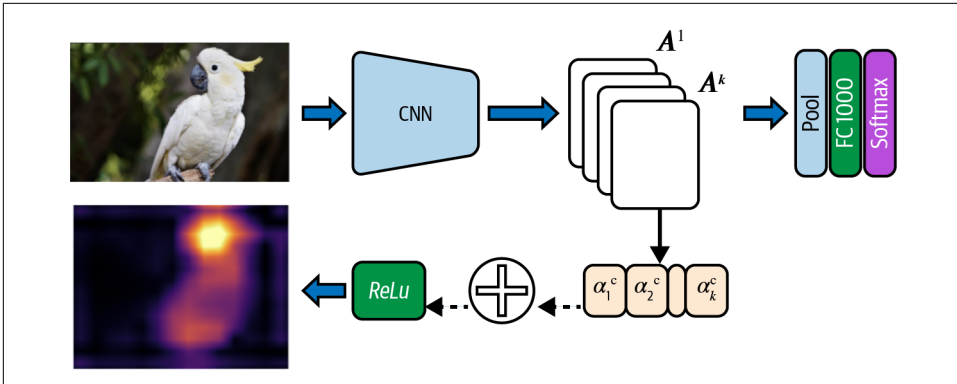 A¹
Aᵏ
CNN
Pool
FC1000
Softmax
ReLu
α₁ᶜ α₂ᶜ αₖᶜ